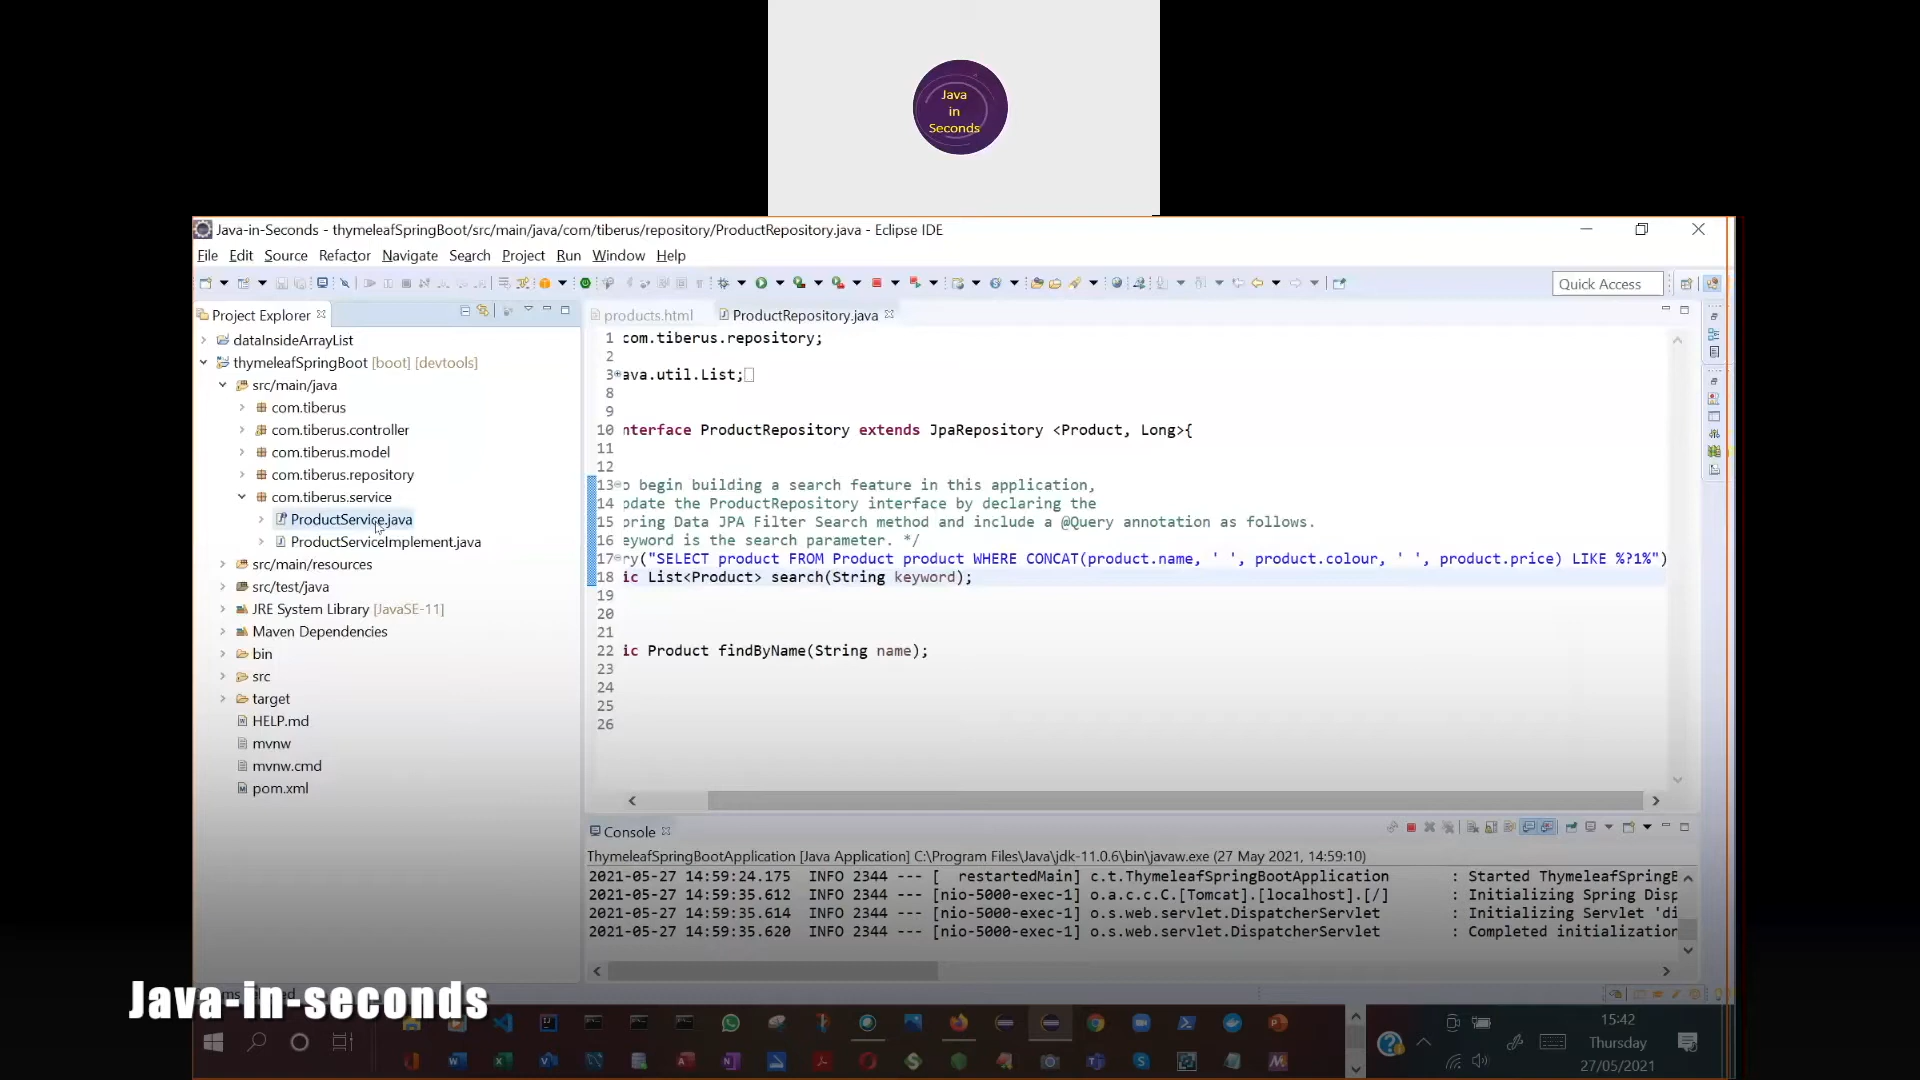 Java
in
Seconds
Java-in-Seconds - thymeleafSpringBoot/src/main/java/com/tiberus/repository/ProductRepository.java - Eclipse IDE
File Edit Source Refactor Navigate Search Project Run Window Help
Quick Access
Project Explorer
products.html
ProductRepository.java
dataInsideArrayList
thymeleafSpringBoot [boot] [devtools]
src/main/java
com.tiberus
com.tiberus.controller
com.tiberus.model
com.tiberus.repository
com.tiberus.service
ProductService.java
ProductServiceImplement.java
src/main/resources
src/test/java
JRE System Library [JavaSE-11]
Maven Dependencies
bin
src
target
HELP.md
mvnw
mvnw.cmd
pom.xml
1 com.tiberus.repository;
2
3 ava.util.List;
8
9
10 nterface ProductRepository extends JpaRepository <Product, Long>{
11
12
13 o begin building a search feature in this application,
14 pdate the ProductRepository interface by declaring the
15 pring Data JPA Filter Search method and include a @Query annotation as follows.
16 eyword is the search parameter. */
17 ry("SELECT product FROM Product product WHERE CONCAT(product.name, ' ', product.colour, ' ', product.price) LIKE %?1%")
18 ic List<Product> search(String keyword);
19
20
21
22 ic Product findByName(String name);
23
24
25
26
Console
ThymeleafSpringBootApplication [Java Application] C:\Program Files\Java\jdk-11.0.6\bin\javaw.exe (27 May 2021, 14:59:10)
2021-05-27 14:59:24.175 INFO 2344 --- [ restartedMain] c.t.ThymeleafSpringBootApplication : Started ThymeleafSpringB
2021-05-27 14:59:35.612 INFO 2344 --- [nio-5000-exec-1] o.a.c.c.C.[Tomcat].[localhost].[/] : Initializing Spring Disp
2021-05-27 14:59:35.614 INFO 2344 --- [nio-5000-exec-1] o.s.web.servlet.DispatcherServlet : Initializing Servlet 'di
2021-05-27 14:59:35.620 INFO 2344 --- [nio-5000-exec-1] o.s.web.servlet.DispatcherServlet : Completed initialization
Java-in-seconds
15:42
Thursday
27/05/2021